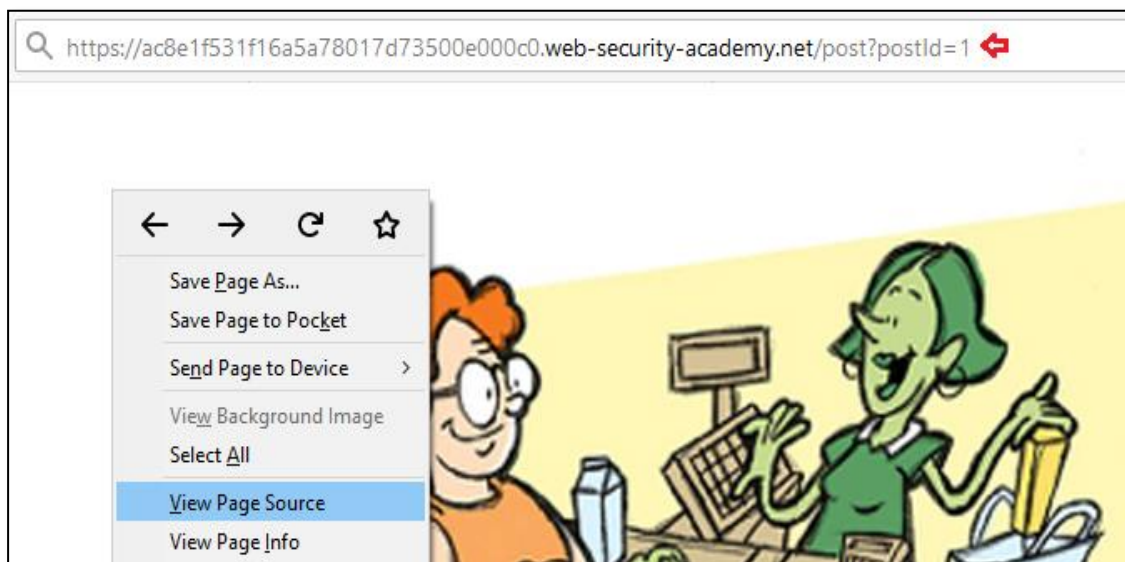 https://ac8e1f531f16a5a78017d73500e000c0.web-security-academy.net/post?postId=1
Save Page As...
Save Page to Pocket
Send Page to Device
View Background Image
Select All
View Page Source
View Page Info